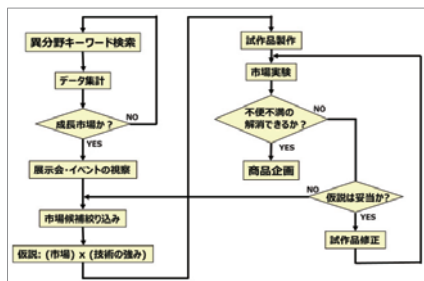 異分野キーワード検索
データ集計
成長市場か?
NO
YES
展示会・イベントの視察
市場候補絞り込み
仮説: (市場) x (技術の強み)
試作品製作
市場実験
不便不満の
解消できるか?
NO
YES
商品企画
仮説は妥当か?
NO
YES
試作品修正